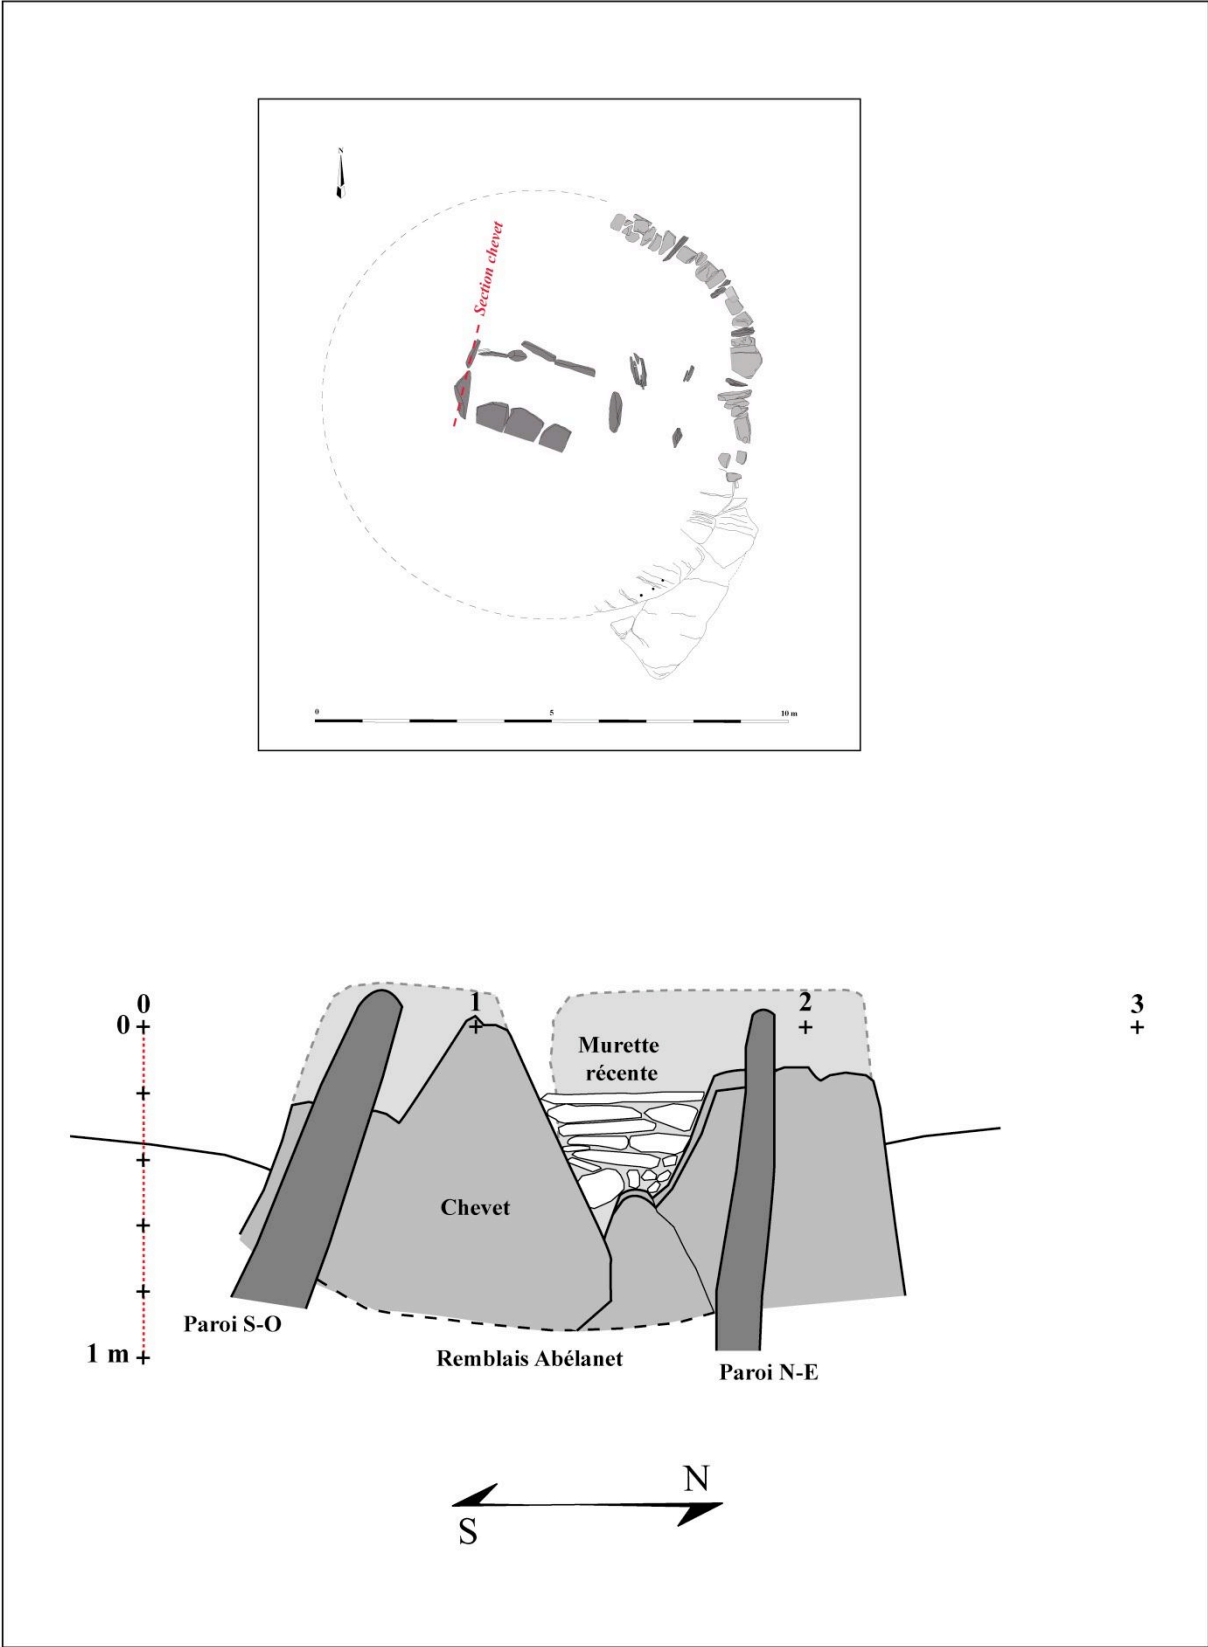 N
Section chevet
0 5 10 m
0 1 2 3
0
Murette
récente
Chevet
Paroi S-O
1 m
Remblais Abélanet
Paroi N-E
N
S